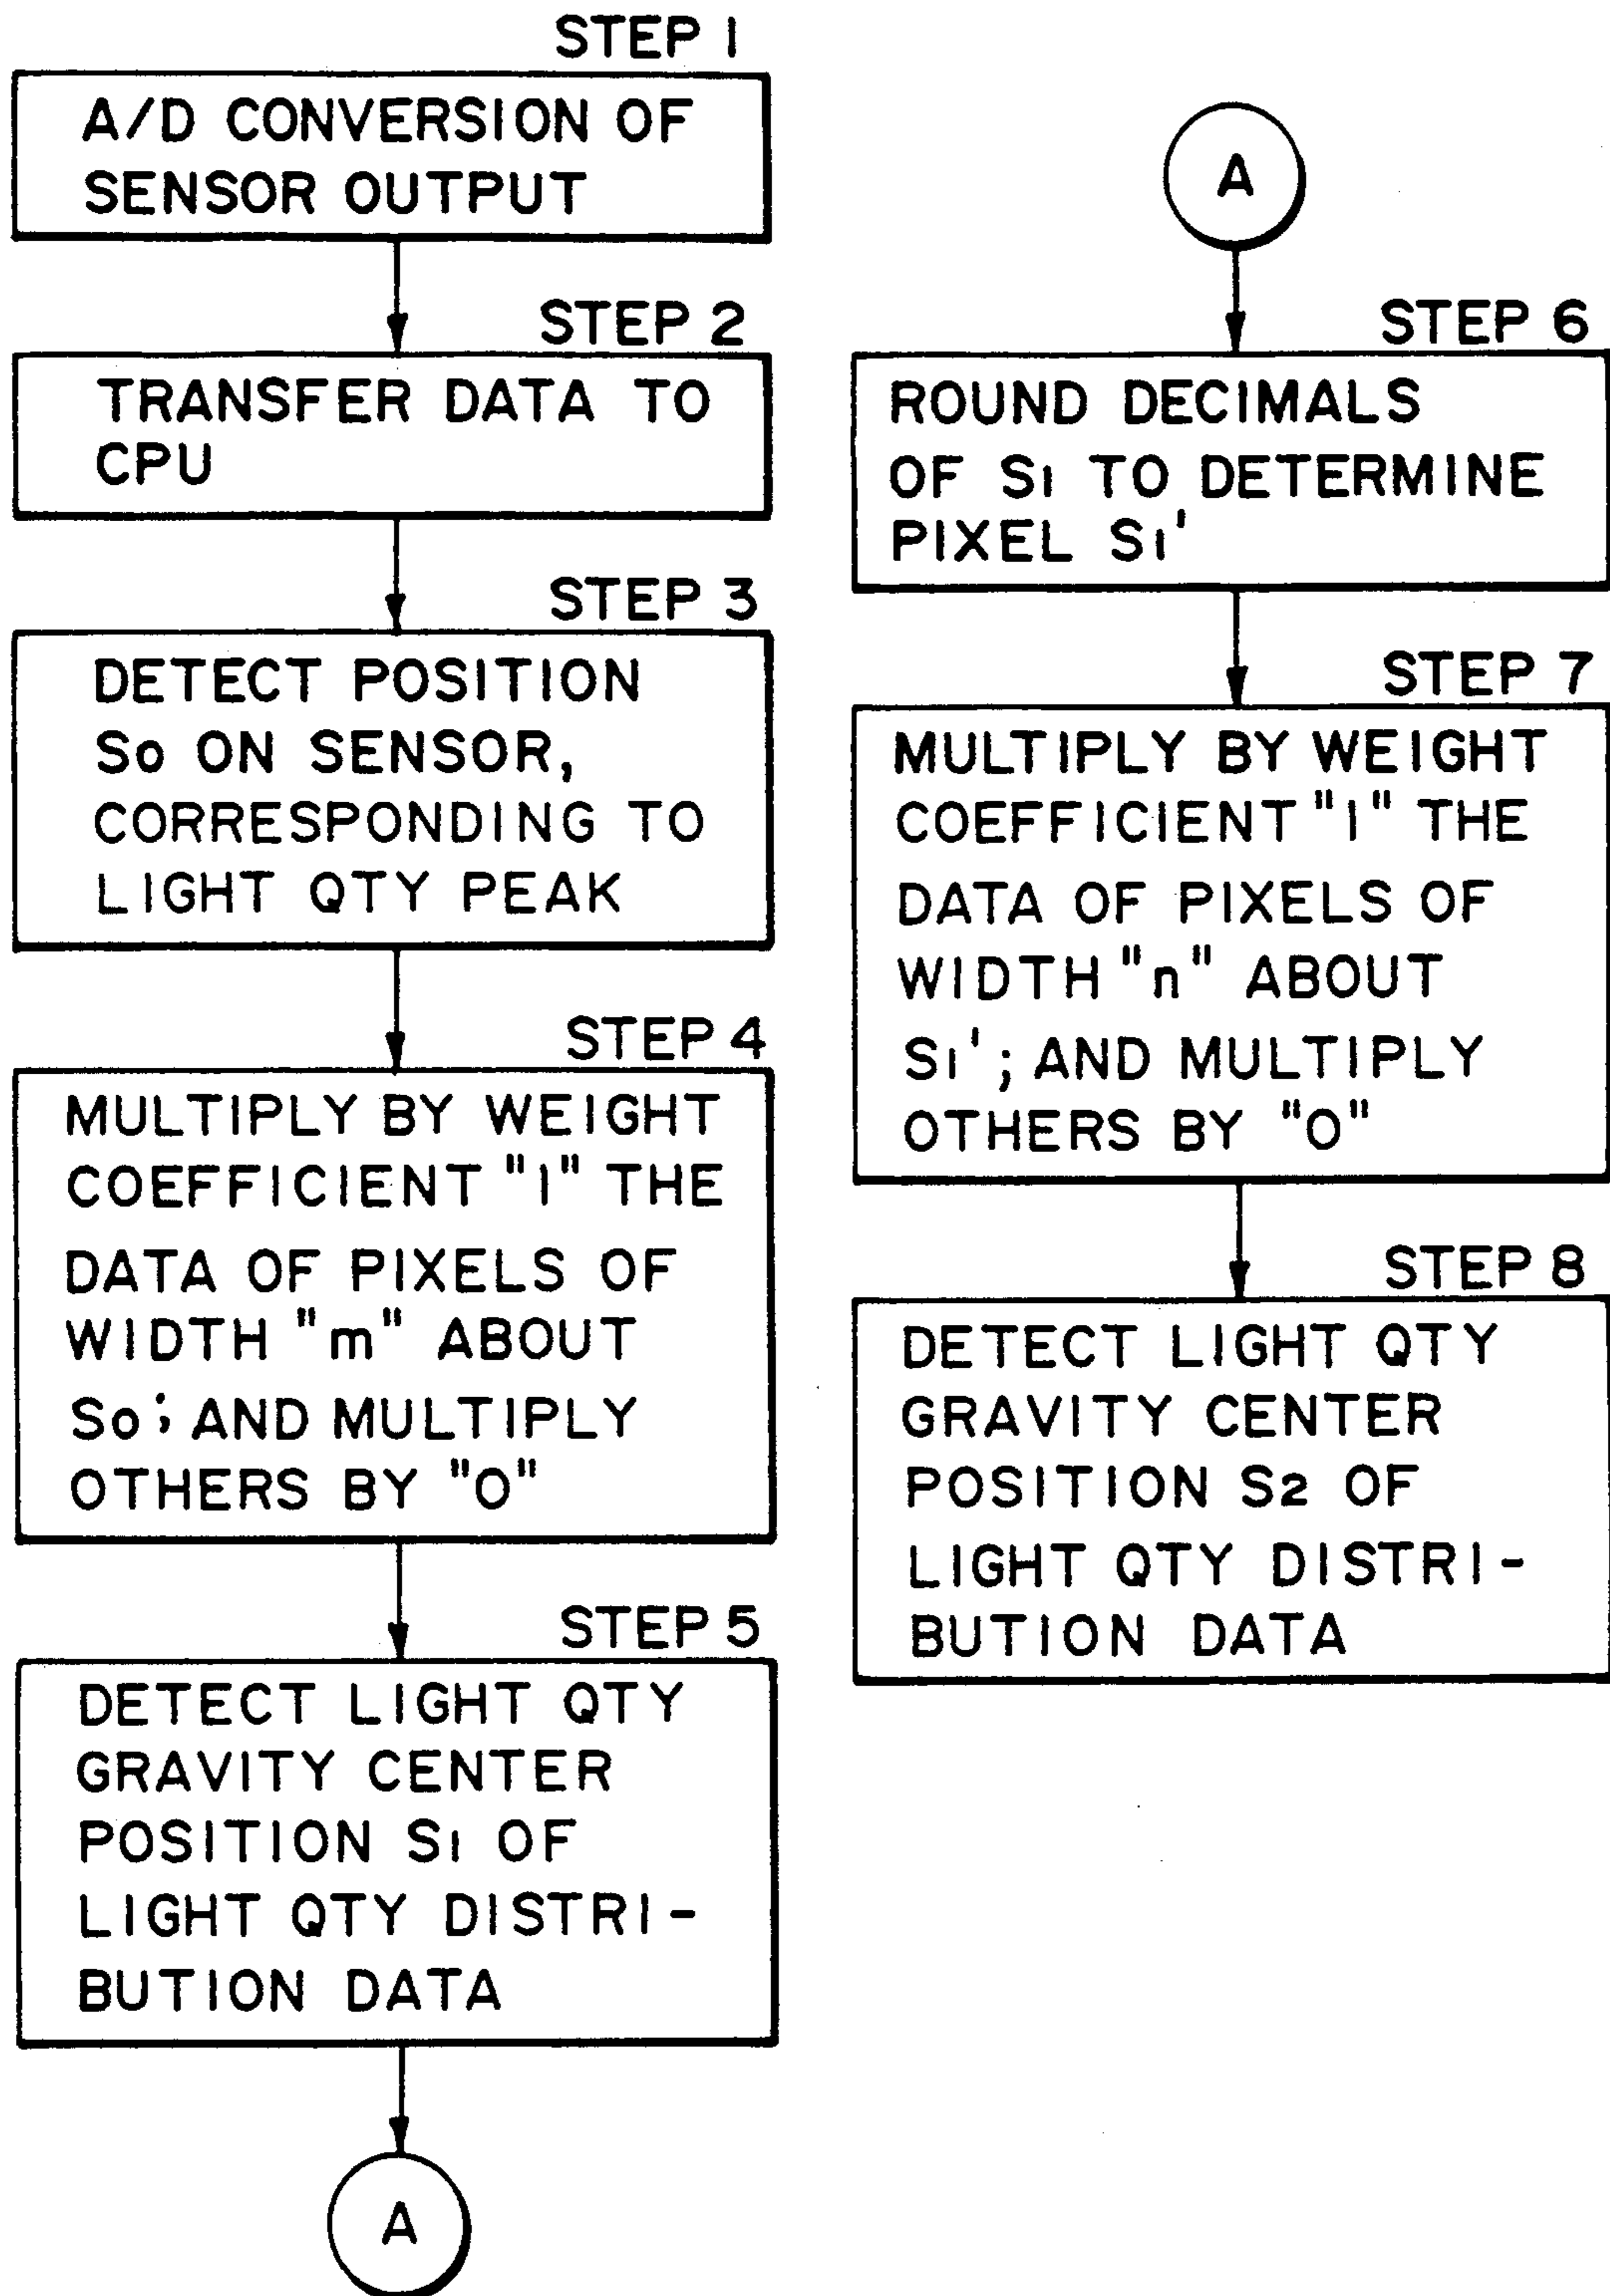 STEP 1
A/D CONVERSION OF
SENSOR OUTPUT
STEP 2
TRANSFER DATA TO
CPU
STEP 3
DETECT POSITION
S0 ON SENSOR,
CORRESPONDING TO
LIGHT QTY PEAK
STEP 4
MULTIPLY BY WEIGHT
COEFFICIENT "1" THE
DATA OF PIXELS OF
WIDTH "m" ABOUT
S0; AND MULTIPLY
OTHERS BY "0"
STEP 5
DETECT LIGHT QTY
GRAVITY CENTER
POSITION S1 OF
LIGHT QTY DISTRI-
BUTION DATA
A
A
STEP 6
ROUND DECIMALS
OF S1 TO DETERMINE
PIXEL S1'
STEP 7
MULTIPLY BY WEIGHT
COEFFICIENT "1" THE
DATA OF PIXELS OF
WIDTH "n" ABOUT
S1'; AND MULTIPLY
OTHERS BY "0"
STEP 8
DETECT LIGHT QTY
GRAVITY CENTER
POSITION S2 OF
LIGHT QTY DISTRI-
BUTION DATA